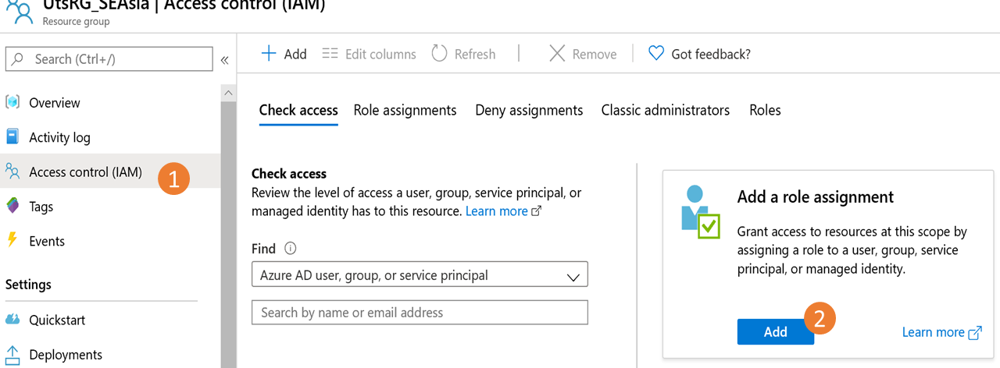 UtsRG_SEAsia | Access control (IAM)
Resource group
Search (Ctrl+/)
«
Add
Edit columns
Refresh
Remove
Got feedback?
Overview
Activity log
Access control (IAM)
1
Tags
Events
Settings
Quickstart
Deployments
Check access
Role assignments
Deny assignments
Classic administrators
Roles
Check access
Review the level of access a user, group, service principal, or
managed identity has to this resource. Learn more
Find
Azure AD user, group, or service principal
Search by name or email address
Add a role assignment
Grant access to resources at this scope by
assigning a role to a user, group, service
principal, or managed identity.
Add
2
Learn more